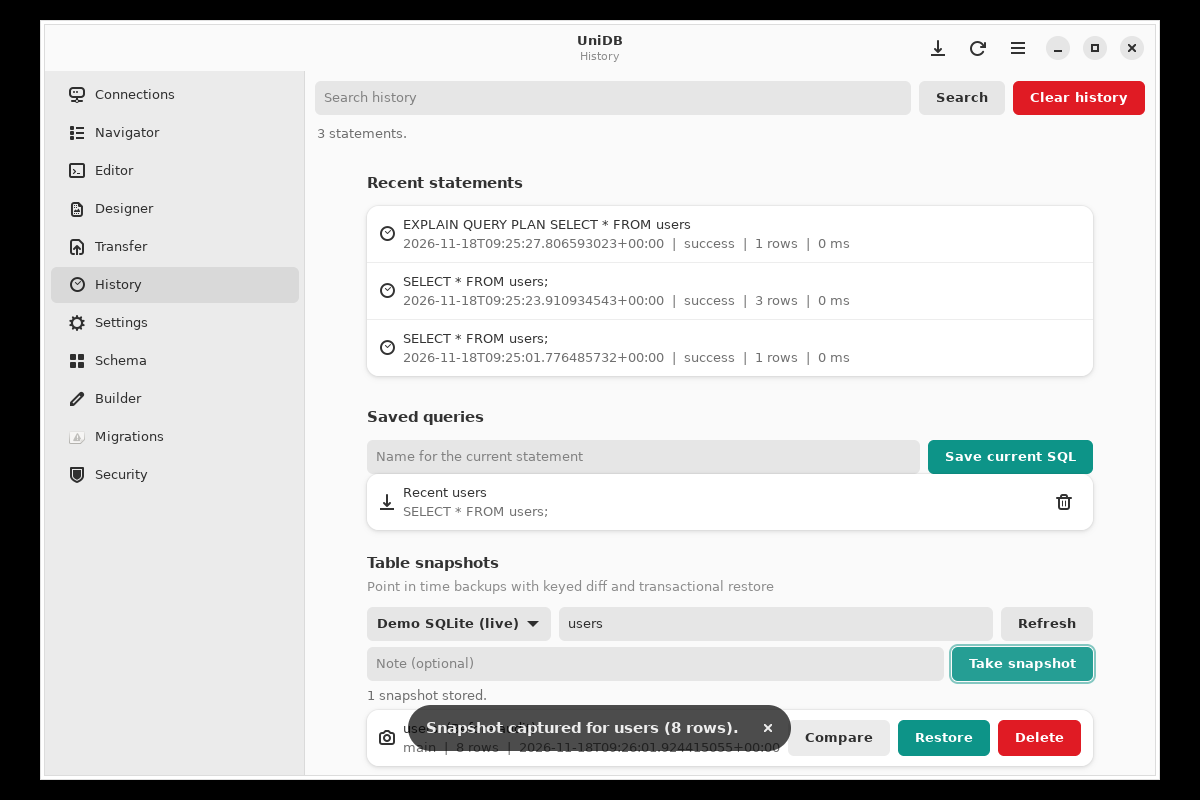 UniDB
History
Connections
Navigator
Editor
Designer
Transfer
History
Settings
Schema
Builder
Migrations
Security
Search history
Search
Clear history
3 statements.
Recent statements
EXPLAIN QUERY PLAN SELECT * FROM users
2026-11-18T09:25:27.806593023+00:00 | success | 1 rows | 0 ms
SELECT * FROM users;
2026-11-18T09:25:23.910934543+00:00 | success | 3 rows | 0 ms
SELECT * FROM users;
2026-11-18T09:25:01.776485732+00:00 | success | 1 rows | 0 ms
Saved queries
Name for the current statement
Save current SQL
Recent users
SELECT * FROM users;
Table snapshots
Point in time backups with keyed diff and transactional restore
Demo SQLite (live)
users
Refresh
Note (optional)
Take snapshot
1 snapshot stored.
Snapshot captured for users (8 rows).
main | 8 rows | 2026-11-18T09:26:01.924415055+00:00
Compare
Restore
Delete